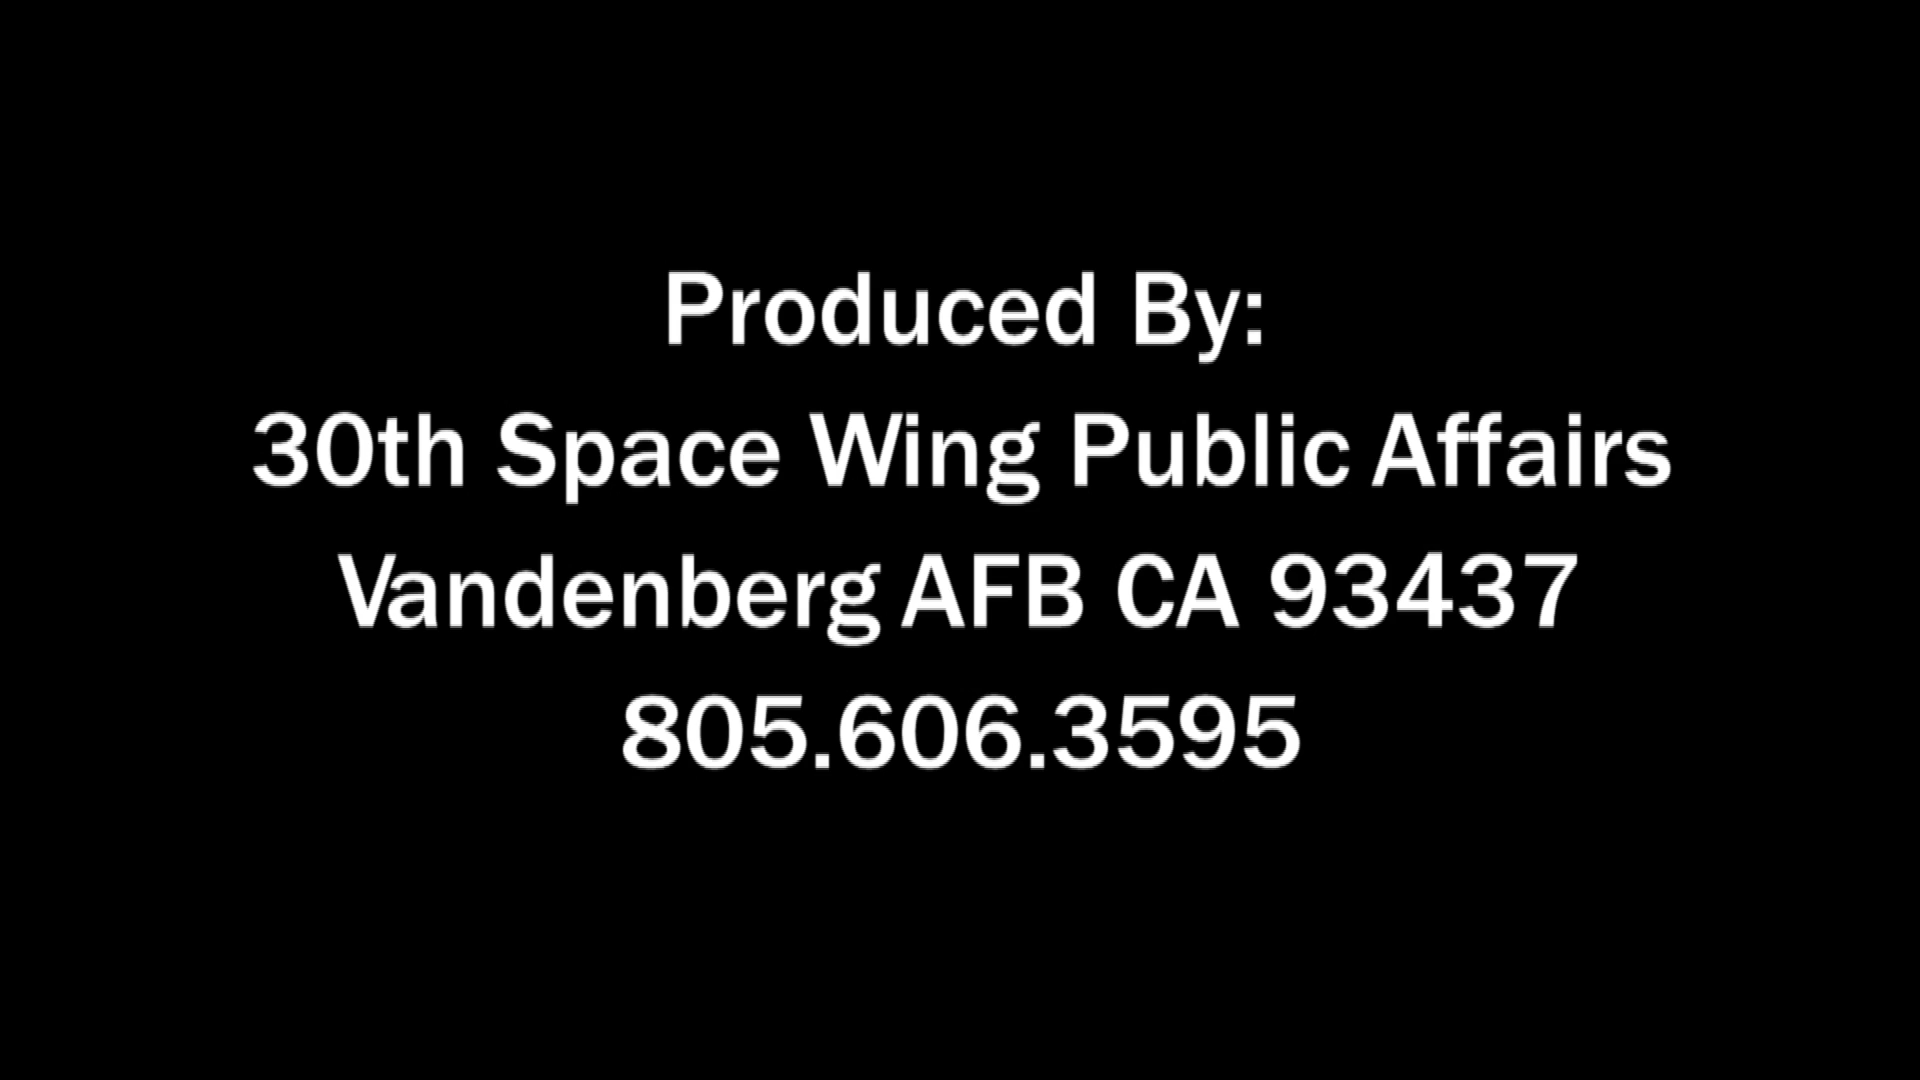 Produced By:
30th Space Wing Public Affairs
Vandenberg AFB CA 93437
805.606.3595